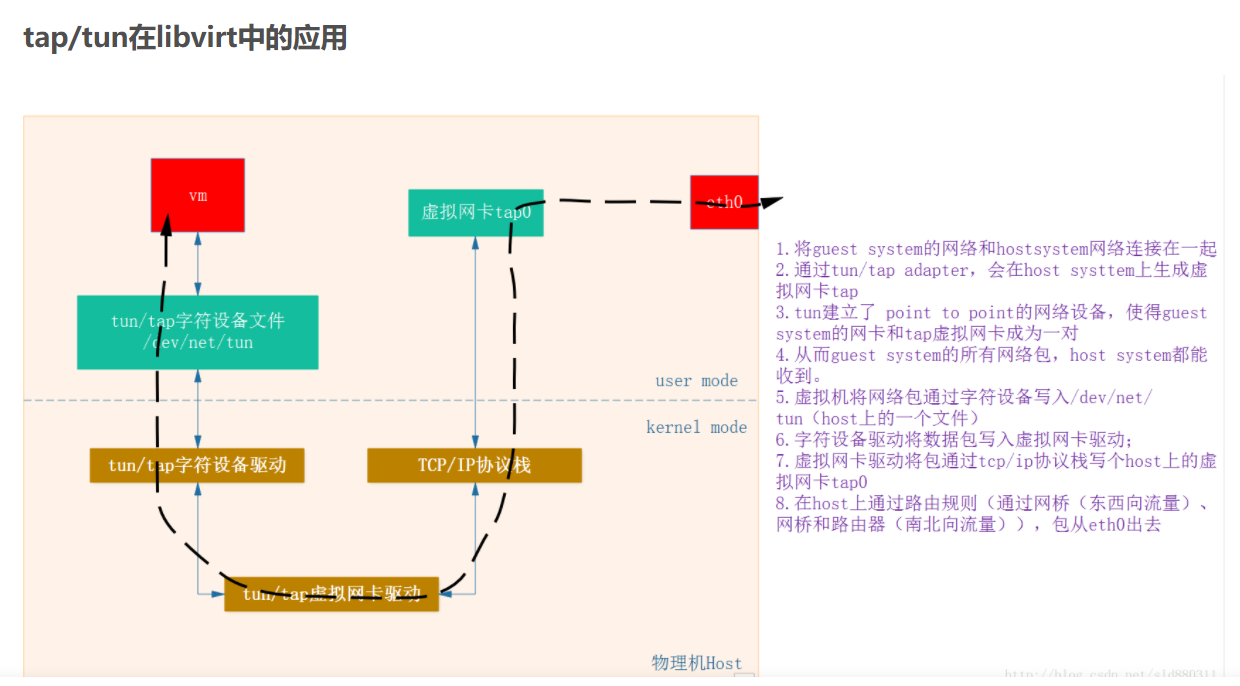 tap/tun在libvirt中的应用
vm
虚拟网卡tap0
eth0
tun/tap字符设备文件
/dev/net/tun
user mode
kernel mode
tun/tap字符设备驱动
TCP/IP协议栈
tun/tap虚拟网卡驱动
物理机Host
1.将guest system的网络和hostsystem网络连接在一起
2.通过tun/tap adapter，会在host systtem上生成虚
拟网卡tap
3.tun建立了 point to point的网络设备，使得guest
system的网卡和tap虚拟网卡成为一对
4.从而guest system的所有网络包，host system都能
收到。
5.虚拟机将网络包通过字符设备写入/dev/net/
tun（host上的一个文件）
6.字符设备驱动将数据包写入虚拟网卡驱动；
7.虚拟网卡驱动将包通过tcp/ip协议栈写个host上的虚
拟网卡tap0
8.在host上通过路由规则（通过网桥（东西向流量）、
网桥和路由器（南北向流量）），包从eth0出去
http://blog.csdn.net/sld880311